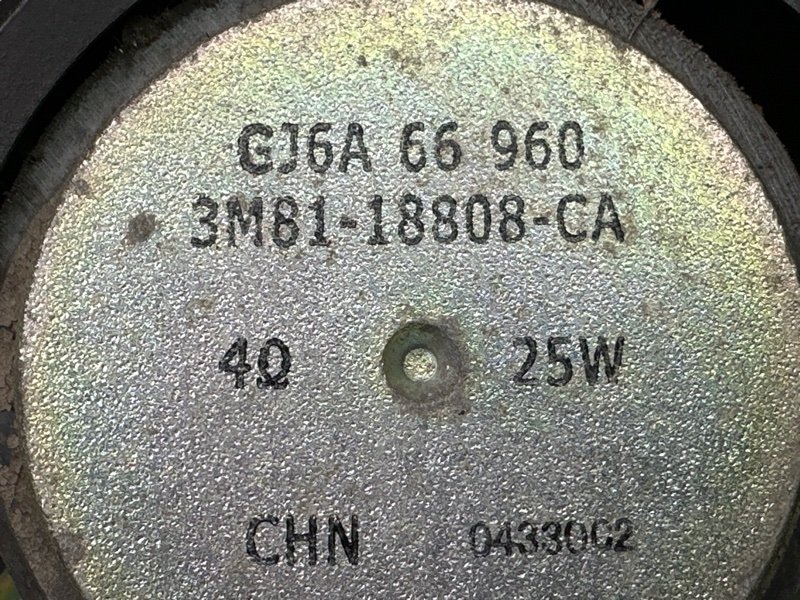 GJ6A 66 960
3M81-18808-CA
4Ω 25W
CHN 0433002